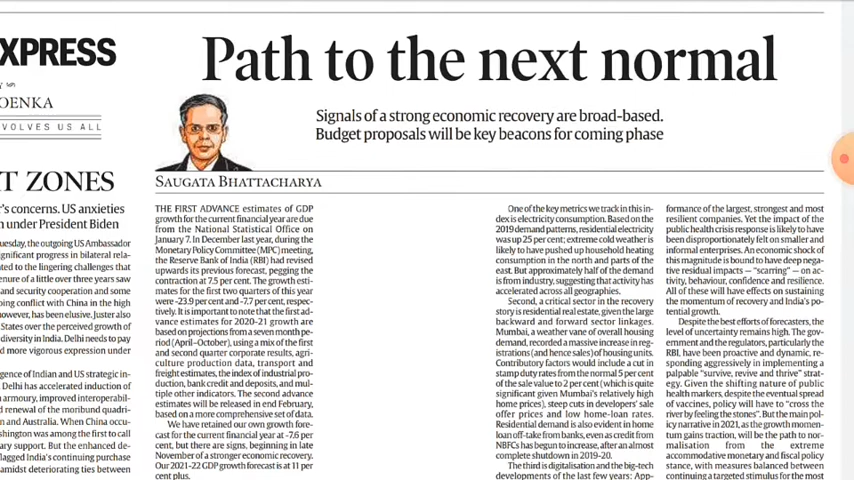 XPRESS
Path to the next normal
OENKA
VOLVES US ALL
Signals of a strong economic recovery are broad-based.
Budget proposals will be key beacons for coming phase
T ZONES
r's concerns. US anxieties
n under President Biden
SAUGATA BHATTACHARYA
uesday, the outgoing US Ambassador
gnificant progress in bilateral rela-
ted to the lingering challenges that
enure of a little over three years saw
and security cooperation and some
oing conflict with China in the high
however, has been elusive, Juster also
States over the perceived growth of
diversity in India. Delhi needs to pay
d more vigorous expression under
gence of Indian and US strategic in-
Delhi has accelerated induction of
armoury, improved interoperabil-
d renewal of the moribund quadri-
n and Australia. When China occu-
shington was among the first to call
ary support. But the enhanced de-
flagged India's continuing purchase
amidst deteriorating ties between
THE FIRST ADVANCE estimates of GDP
growth for the current financial year are due
from the National Statistical Office on
January 7. In December last year, during the
Monetary Policy Committee (MPC) meeting,
the Reserve Bank of India (RBI) had revised
upwards its previous forecast, pegging the
contraction at 7.5 per cent. The growth esti-
mates for the first two quarters of this year
were -23.9 per cent and -7.7 per cent, respec-
tively. It is important to note that the first ad-
vance estimates for 2020-21 growth are
based on projections from a seven month pe-
riod (April-October), using a mix of the first
and second quarter corporate results, agri-
culture production data, transport and
freight estimates, the index of industrial pro-
duction, bank credit and deposits, and mul-
tiple other indicators. The second advance
estimates will be released in end February,
based on a more comprehensive set of data.
We have retained our own growth fore-
cast for the current financial year at -7.6 per
cent, but there are signs, beginning in late
November of a stronger economic recovery.
Our 2021-22 GDP growth forecast is at 11 per
cent plus.
One of the key metrics we track in this in-
dex is electricity consumption. Based on the
2019 demand patterns, residential electricity
was up 25 per cent; extreme cold weather is
likely to have pushed up household heating
consumption in the north and parts of the
east. But approximately half of the demand
is from industry, suggesting that activity has
accelerated across all geographies.
Second, a critical sector in the recovery
story is residential real estate, given the large
backward and forward sector linkages.
Mumbai, a weather vane of overall housing
demand, recorded a massive increase in reg-
istrations (and hence sales) of housing units.
Contributory factors would include a cut in
stamp duty rates from the normal 5 per cent
of the sale value to 2 per cent (which is quite
significant given Mumbai's relatively high
home prices), steep cuts in developers' sale
offer prices and low home-loan rates.
Residential demand is also evident in home
loan off-take from banks, even as credit from
NBFCs has begun to increase, after an almost
complete shutdown in 2019-20.
The third is digitalisation and the big-tech
developments of the last few years: App-
formance of the largest, strongest and most
resilient companies. Yet the impact of the
public health crisis response is likely to have
been disproportionately felt on smaller and
informal enterprises. An economic shock of
this magnitude is bound to have deep nega-
tive residual impacts — "scarring" — on ac-
tivity, behaviour, confidence and resilience.
All of these will have effects on sustaining
the momentum of recovery and India's po-
tential growth.
Despite the best efforts of forecasters, the
level of uncertainty remains high. The gov-
ernment and the regulators, particularly the
RBI, have been proactive and dynamic, re-
sponding aggressively in implementing a
palpable "survive, revive and thrive" strat-
egy. Given the shifting nature of public
health markers, despite the eventual spread
of vaccines, policy will have to "cross the
river by feeling the stones". But the main pol-
icy narrative in 2021, as the growth momen-
tum gains traction, will be the path to nor-
malisation from the extreme
accommodative monetary and fiscal policy
stance, with measures balanced between
continuing a targeted stimulus for the most